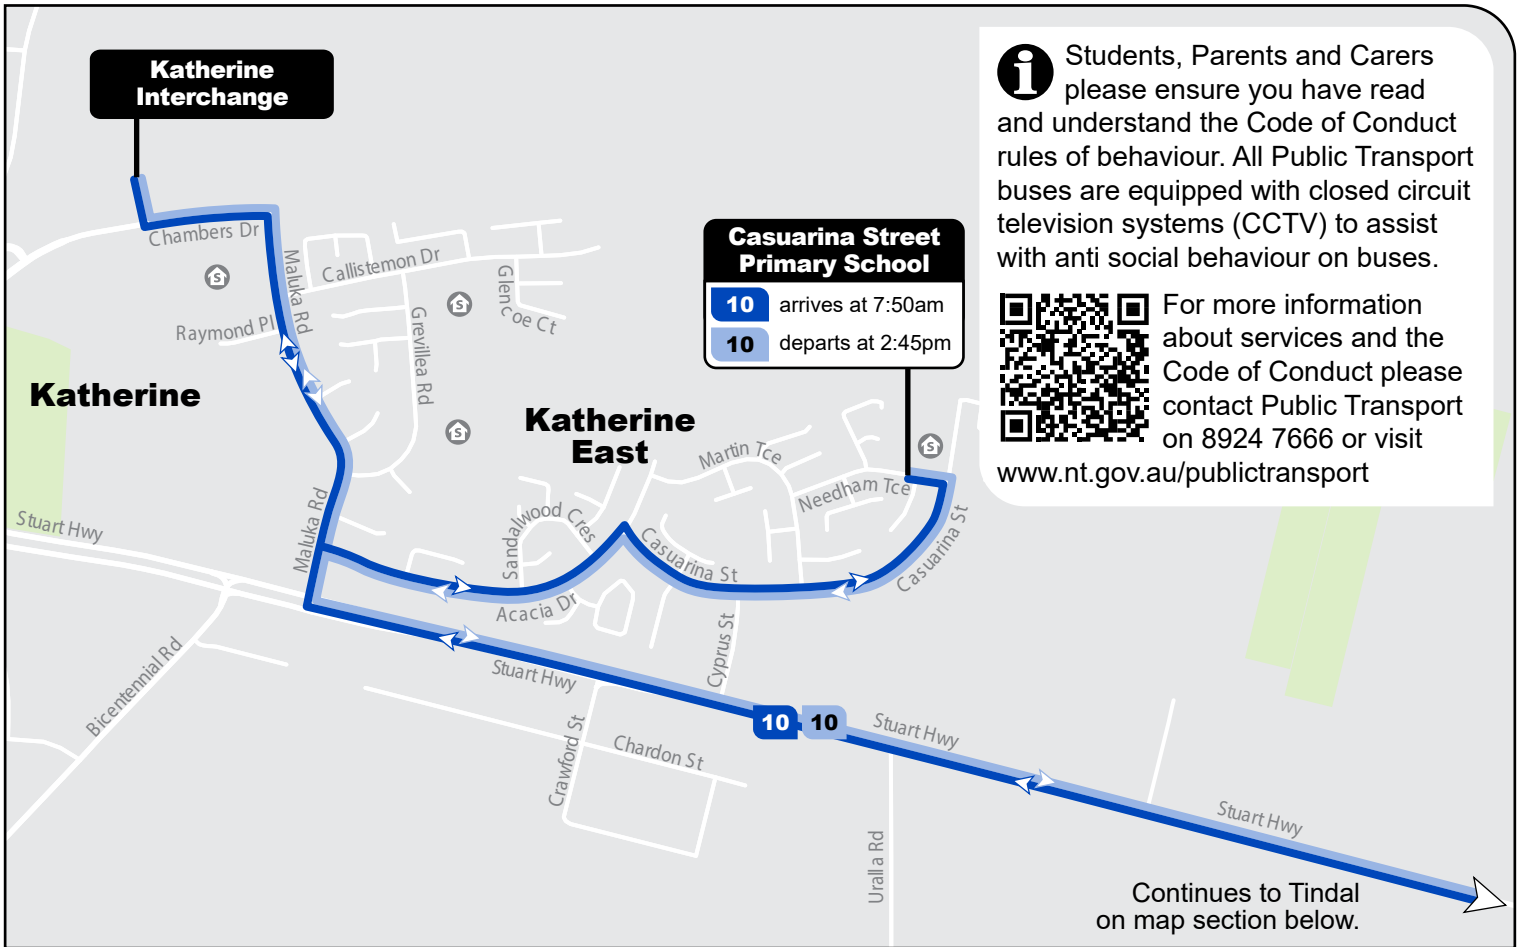 Katherine
Interchange
Students, Parents and Carers
please ensure you have read
and understand the Code of Conduct
rules of behaviour. All Public Transport
buses are equipped with closed circuit
television systems (CCTV) to assist
with anti social behaviour on buses.
For more information
about services and the
Code of Conduct please
contact Public Transport
on 8924 7666 or visit
www.nt.gov.au/publictransport
Casuarina Street
Primary School
10 arrives at 7:50am
10 departs at 2:45pm
Chambers Dr
Maluka Rd
Callistemon Dr
Glencoe Ct
Raymond Pl
Grevillea Rd
S
S
S
S
Katherine
Katherine
East
Martin Tce
Needham Tce
Stuart Hwy
Maluka Rd
Sandalwood Cres
Casuarina St
Casuarina St
Acacia Dr
Cyprus St
Bicentennial Rd
Stuart Hwy
10 10
Stuart Hwy
Crawford St
Chardon St
Stuart Hwy
Uralla Rd
Continues to Tindal
on map section below.